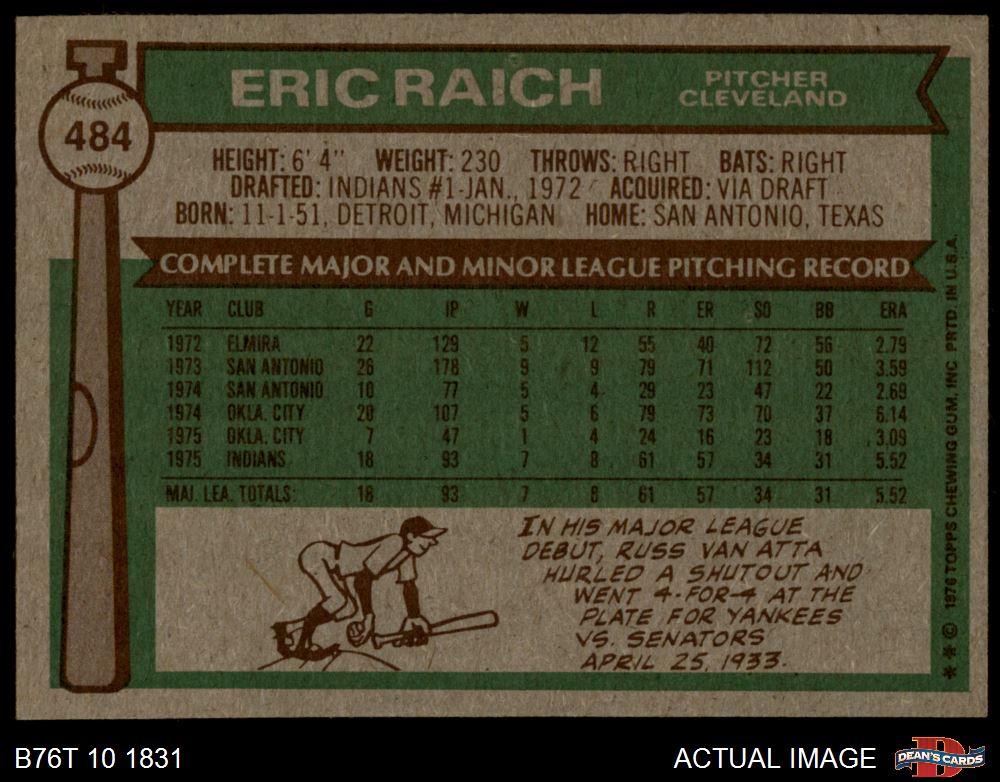 ERIC RAICH
PITCHER
CLEVELAND
484
HEIGHT: 6' 4" WEIGHT: 230 THROWS: RIGHT BATS: RIGHT
DRAFTED: INDIANS #1-JAN., 1972 ACQUIRED: VIA DRAFT
BORN: 11-1-51, DETROIT, MICHIGAN HOME: SAN ANTONIO, TEXAS
COMPLETE MAJOR AND MINOR LEAGUE PITCHING RECORD
YEAR CLUB G IP W L R ER SO BB ERA
1972 ELMIRA 22 129 5 12 55 40 72 56 2.79
1973 SAN ANTONIO 26 178 9 9 79 71 112 50 3.59
1974 SAN ANTONIO 10 77 5 4 29 23 47 22 2.69
1974 OKLA. CITY 20 107 5 6 79 73 70 37 6.14
1975 OKLA. CITY 7 47 1 4 24 16 23 18 3.09
1975 INDIANS 18 93 7 8 61 57 34 31 5.52
MAJ. LEA. TOTALS: 18 93 7 8 61 57 34 31 5.52
IN HIS MAJOR LEAGUE
DEBUT, RUSS VAN ATTA
HURLED A SHUTOUT AND
WENT 4-FOR-4 AT THE
PLATE FOR YANKEES
VS. SENATORS
APRIL 25, 1933.
* * © 1976 TOPPS CHEWING GUM, INC. PRTD. IN U.S.A.
B76T 10 1831
ACTUAL IMAGE
D
DEAN'S CARDS